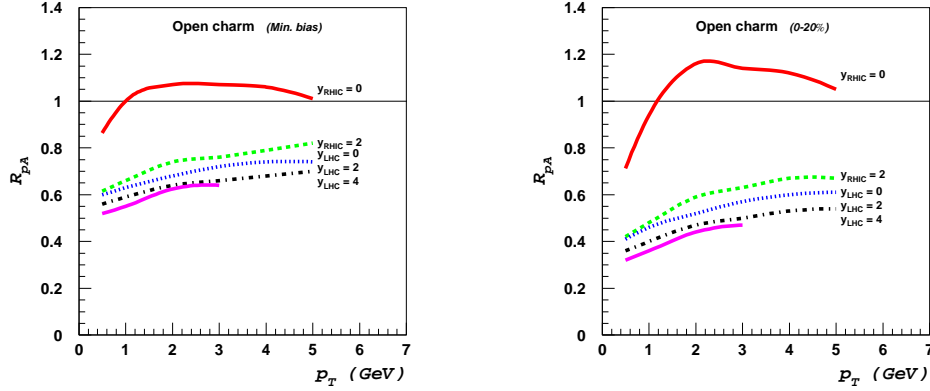 Open charm (Min. bias)
R_pA
1.4
1.2
1
0.8
0.6
0.4
0.2
0
y_RHIC = 0
y_RHIC = 2
y_LHC = 0
y_LHC = 2
y_LHC = 4
0 1 2 3 4 5 6 7
p_T (GeV)
Open charm (0-20%)
R_pA
1.4
1.2
1
0.8
0.6
0.4
0.2
0
y_RHIC = 0
y_RHIC = 2
y_LHC = 0
y_LHC = 2
y_LHC = 4
0 1 2 3 4 5 6 7
p_T (GeV)